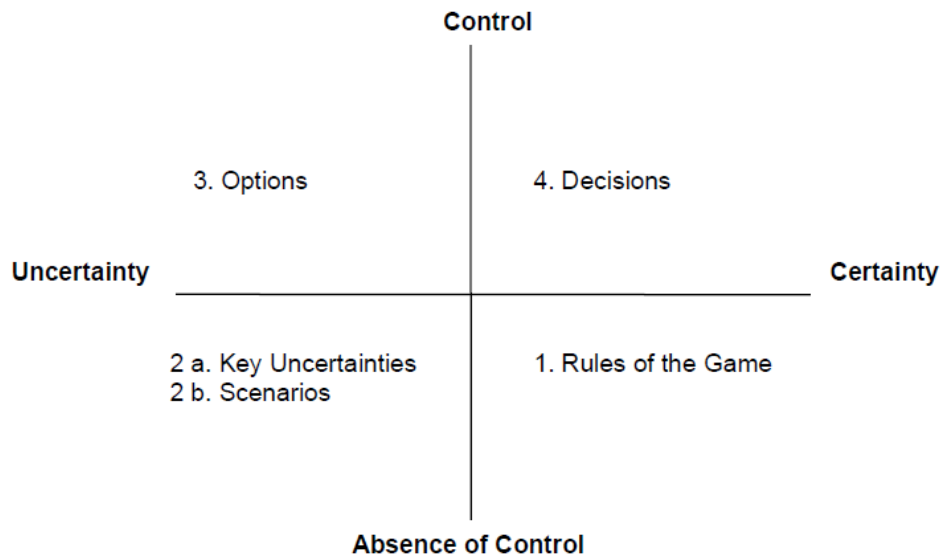 Control
3. Options
4. Decisions
Uncertainty
Certainty
2 a. Key Uncertainties
1. Rules of the Game
2 b. Scenarios
Absence of Control